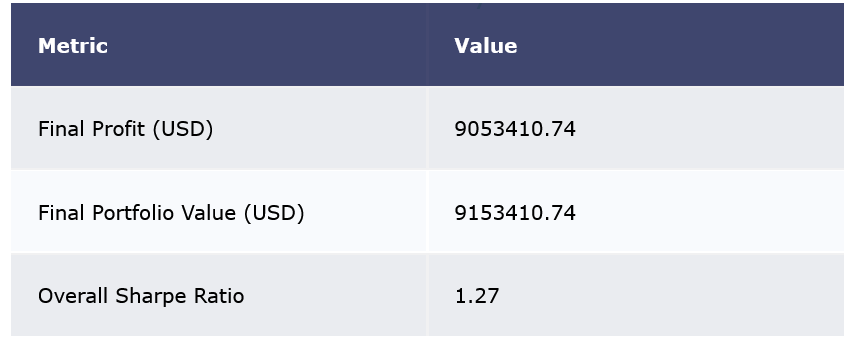 Metric Value
Final Profit (USD) 9053410.74
Final Portfolio Value (USD) 9153410.74
Overall Sharpe Ratio 1.27